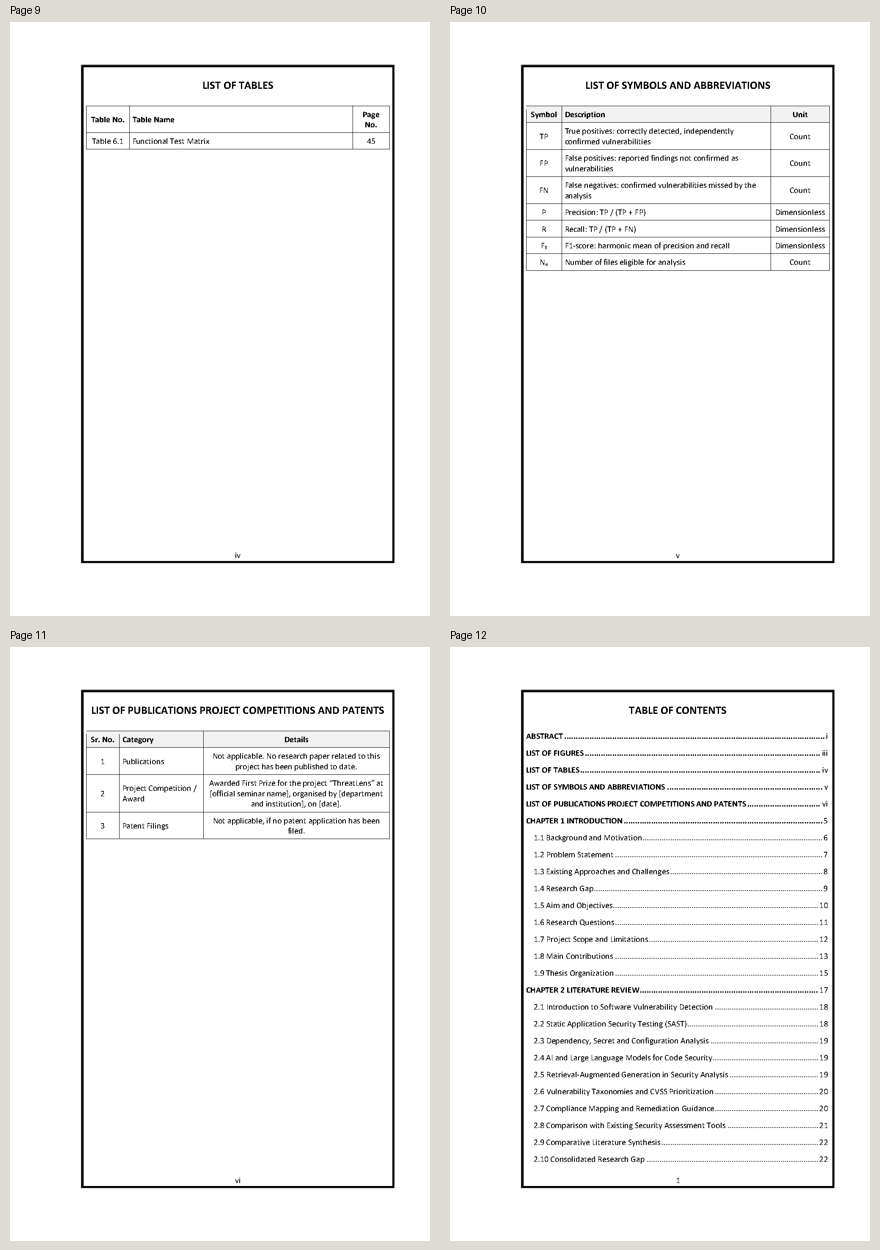 Page 9
LIST OF TABLES
Table No. Table Name Page No.
Table 6.1 Functional Test Matrix 45
iv
Page 10
LIST OF SYMBOLS AND ABBREVIATIONS
Symbol Description Unit
TP True positives: correctly detected, independently confirmed vulnerabilities Count
FP False positives: reported findings not confirmed as vulnerabilities Count
FN False negatives: confirmed vulnerabilities missed by the analysis Count
P Precision: TP / (TP + FP) Dimensionless
R Recall: TP / (TP + FN) Dimensionless
F₁ F1-score: harmonic mean of precision and recall Dimensionless
Nₑ Number of files eligible for analysis Count
v
Page 11
LIST OF PUBLICATIONS PROJECT COMPETITIONS AND PATENTS
Sr. No. Category Details
1 Publications Not applicable. No research paper related to this project has been published to date.
2 Project Competition / Award Awarded First Prize for the project “ThreatLens” at [official seminar name], organised by [department and institution], on [date].
3 Patent Filings Not applicable, if no patent application has been filed.
vi
Page 12
TABLE OF CONTENTS
ABSTRACT i
LIST OF FIGURES iii
LIST OF TABLES iv
LIST OF SYMBOLS AND ABBREVIATIONS v
LIST OF PUBLICATIONS PROJECT COMPETITIONS AND PATENTS vi
CHAPTER 1 INTRODUCTION 5
1.1 Background and Motivation 6
1.2 Problem Statement 7
1.3 Existing Approaches and Challenges 8
1.4 Research Gap 9
1.5 Aim and Objectives 10
1.6 Research Questions 11
1.7 Project Scope and Limitations 12
1.8 Main Contributions 13
1.9 Thesis Organization 15
CHAPTER 2 LITERATURE REVIEW 17
2.1 Introduction to Software Vulnerability Detection 18
2.2 Static Application Security Testing (SAST) 18
2.3 Dependency, Secret and Configuration Analysis 19
2.4 AI and Large Language Models for Code Security 19
2.5 Retrieval-Augmented Generation in Security Analysis 19
2.6 Vulnerability Taxonomies and CVSS Prioritization 20
2.7 Compliance Mapping and Remediation Guidance 20
2.8 Comparison with Existing Security Assessment Tools 21
2.9 Comparative Literature Synthesis 22
2.10 Consolidated Research Gap 22
1